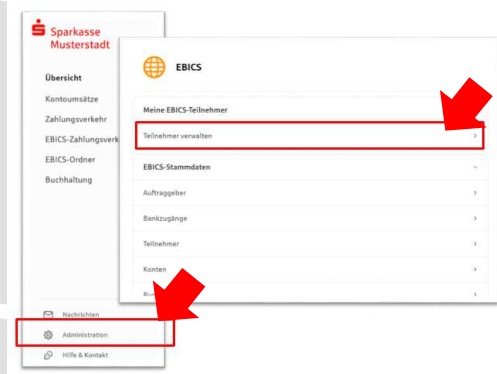 Sparkasse
Musterstadt
Übersicht
Kontoumsätze
Zahlungsverkehr
EBICS-Zahlungsverk
EBICS-Ordner
Buchhaltung
Nachrichten
Administration
Hilfe & Kontakt
EBICS
Meine EBICS-Teilnehmer
Teilnehmer verwalten
EBICS-Stammdaten
Auftraggeber
Bankzugänge
Teilnehmer
Konten